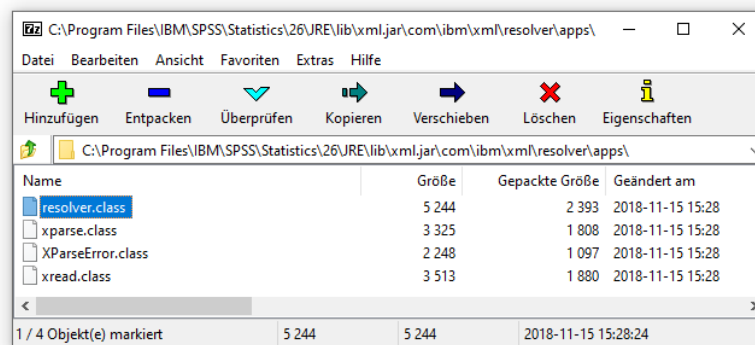 7z C:\Program Files\IBM\SPSS\Statistics\26\JRE\lib\xml.jar\com\ibm\xml\resolver\apps\
Datei Bearbeiten Ansicht Favoriten Extras Hilfe
Hinzufügen Entpacken Überprüfen Kopieren Verschieben Löschen Eigenschaften
C:\Program Files\IBM\SPSS\Statistics\26\JRE\lib\xml.jar\com\ibm\xml\resolver\apps\
Name Größe Gepackte Größe Geändert am
resolver.class 5 244 2 393 2018-11-15 15:28
xparse.class 3 325 1 808 2018-11-15 15:28
XParseError.class 2 248 1 097 2018-11-15 15:28
xread.class 3 513 1 880 2018-11-15 15:28
1 / 4 Objekt(e) markiert 5 244 5 244 2018-11-15 15:28:24